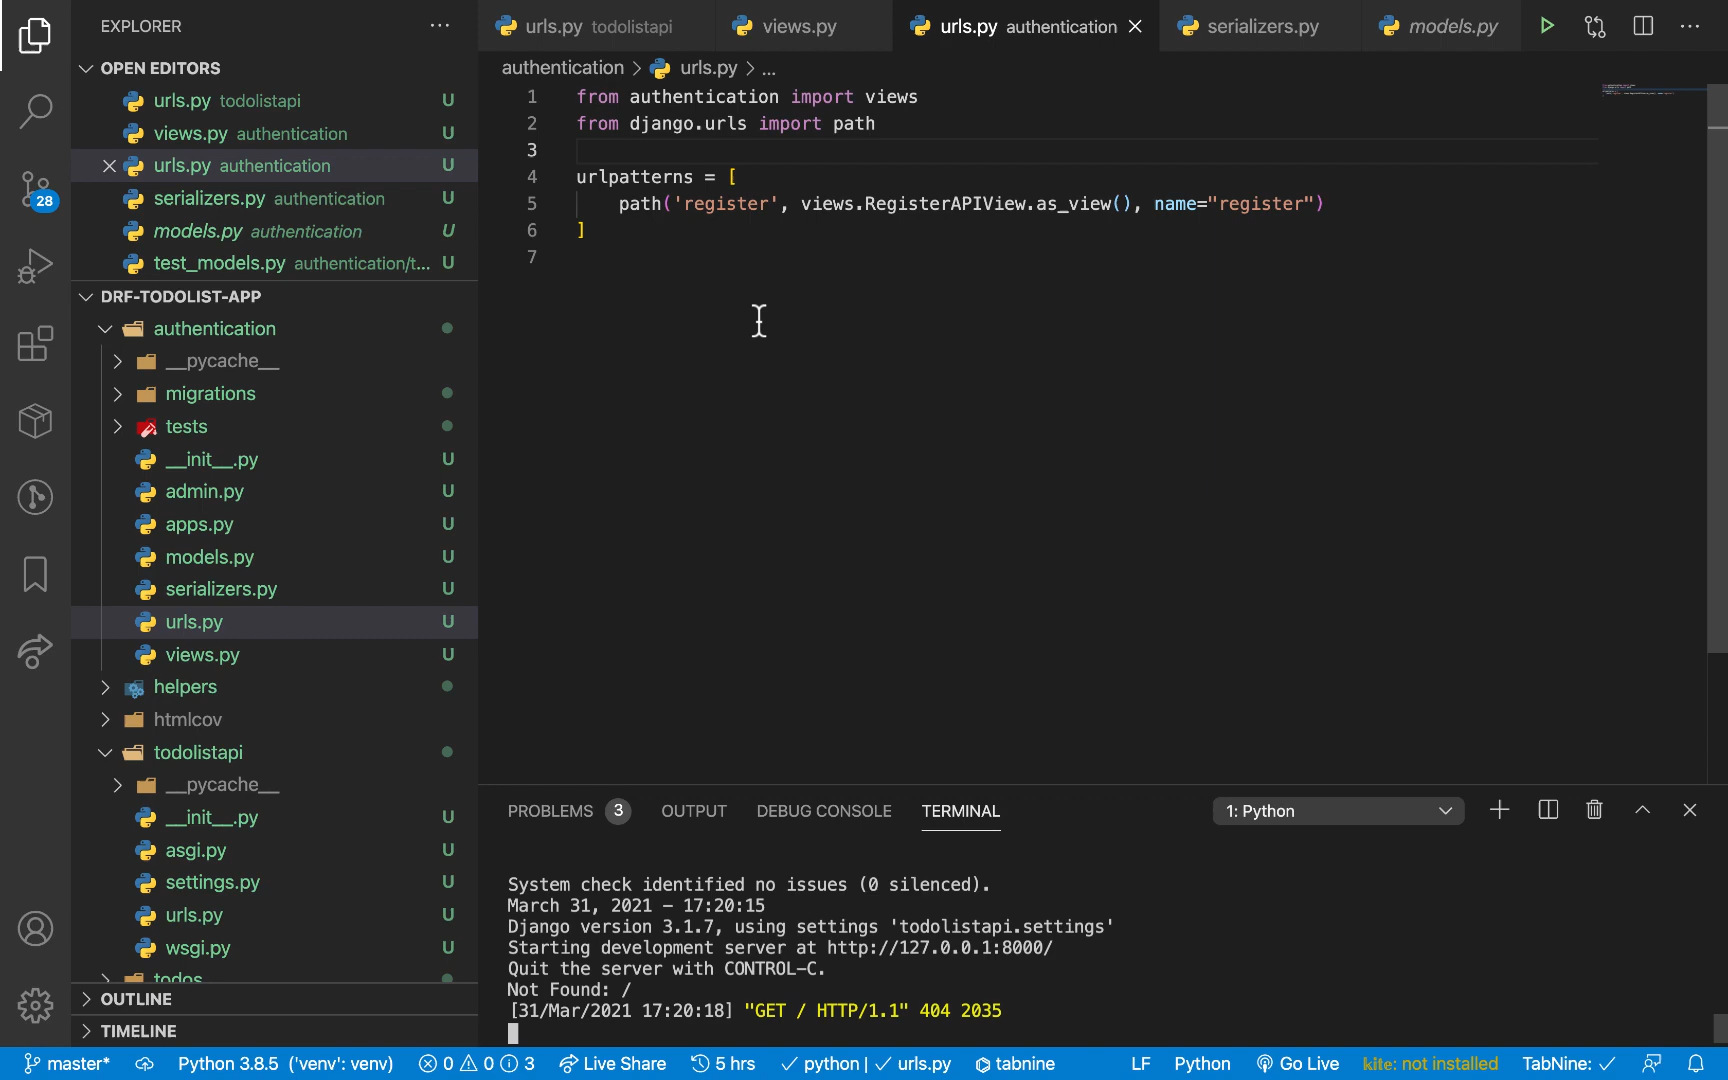 EXPLORER
urls.py todolistapi
views.py
urls.py authentication
serializers.py
models.py
OPEN EDITORS
urls.py todolistapi U
views.py authentication U
urls.py authentication U
serializers.py authentication U
models.py authentication U
test_models.py authentication/t... U
DRF-TODOLIST-APP
authentication
__pycache__
migrations
tests
__init__.py U
admin.py U
apps.py U
models.py U
serializers.py U
urls.py U
views.py U
helpers
htmlcov
todolistapi
__pycache__
__init__.py U
asgi.py U
settings.py U
urls.py U
wsgi.py U
todos
OUTLINE
TIMELINE
28
authentication > urls.py > ...
1 from authentication import views
2 from django.urls import path
3
4 urlpatterns = [
5 path('register', views.RegisterAPIView.as_view(), name="register")
6 ]
7
PROBLEMS 3 OUTPUT DEBUG CONSOLE TERMINAL 1: Python
System check identified no issues (0 silenced).
March 31, 2021 - 17:20:15
Django version 3.1.7, using settings 'todolistapi.settings'
Starting development server at http://127.0.0.1:8000/
Quit the server with CONTROL-C.
Not Found: /
[31/Mar/2021 17:20:18] "GET / HTTP/1.1" 404 2035
master* Python 3.8.5 ('venv': venv) 0 0 3 Live Share 5 hrs python | urls.py tabnine LF Python Go Live kite: not installed TabNine: